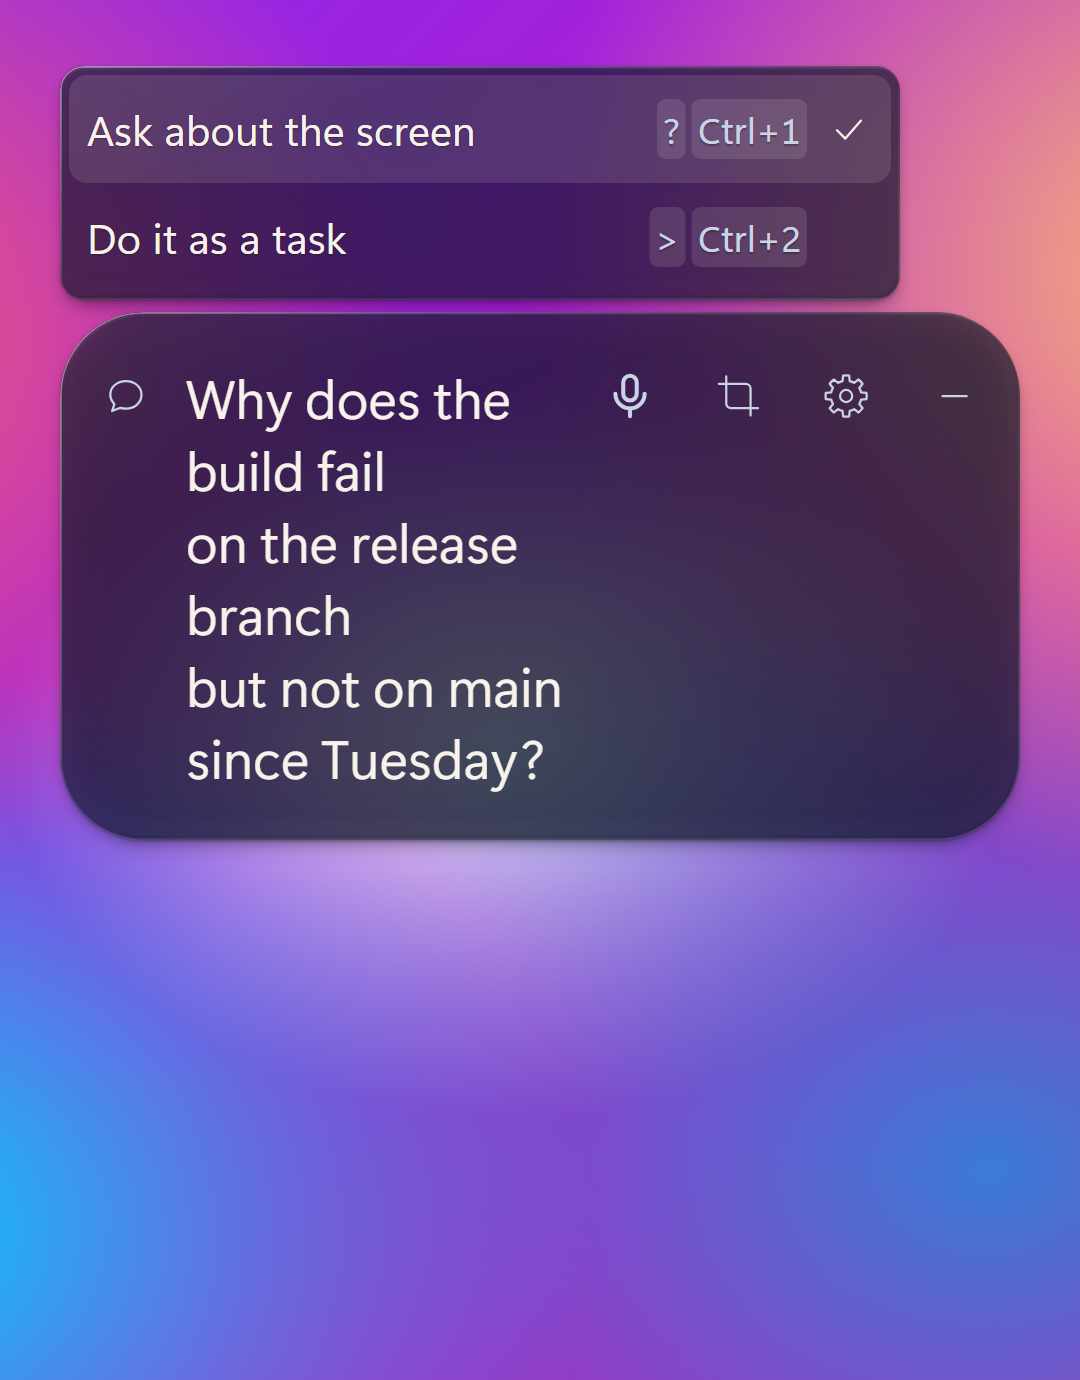 Ask about the screen ? Ctrl+1
Do it as a task > Ctrl+2
Why does the
build fail
on the release
branch
but not on main
since Tuesday?